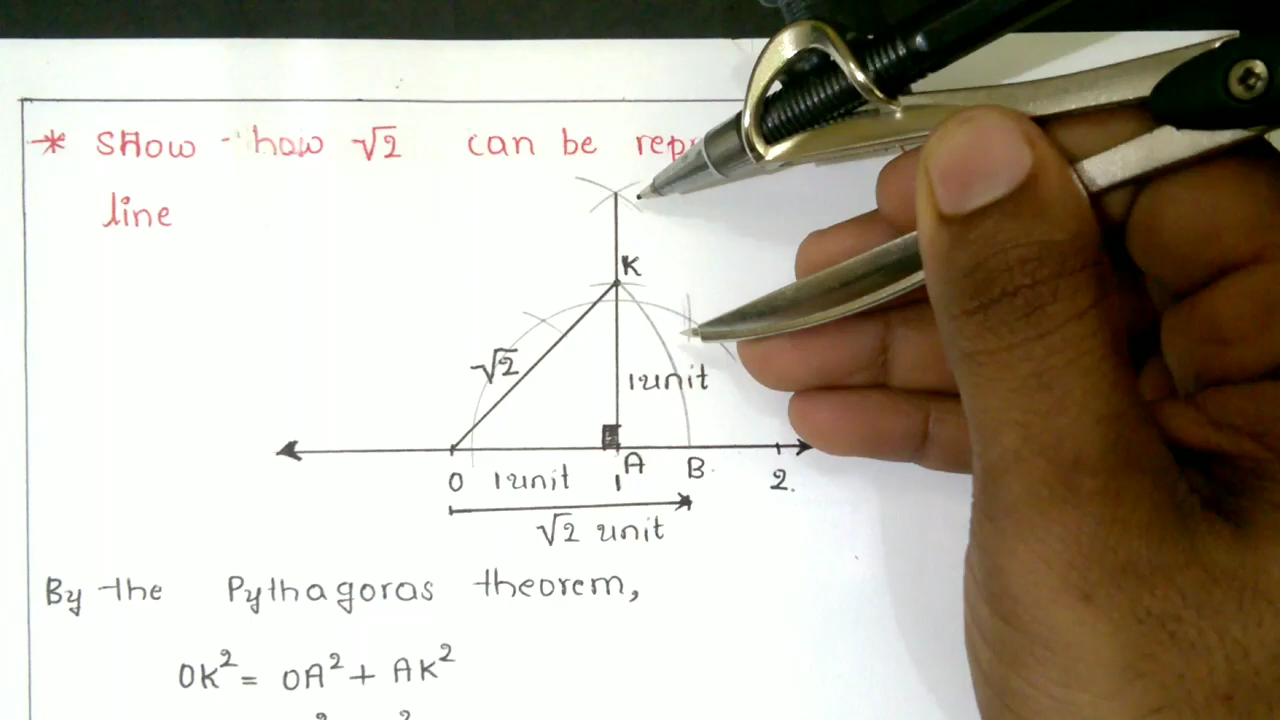 * SHow - how √2 can be rep
line
K
√2
1unit
0 1unit 1 A B 2.
√2 unit
By the Pythagoras theorem,
OK² = OA² + AK²